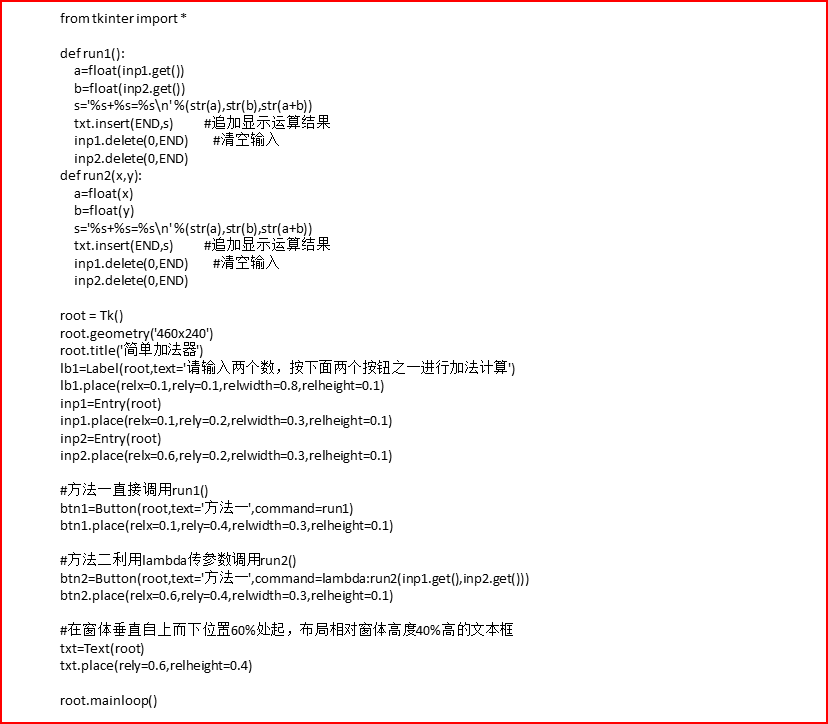 from tkinter import *
def run1():
a=float(inp1.get())
b=float(inp2.get())
s='%s+%s=%s\n' %(str(a),str(b),str(a+b))
txt.insert(END,s) #追加显示运算结果
inp1.delete(0,END) #清空输入
inp2.delete(0,END)
def run2(x,y):
a=float(x)
b=float(y)
s='%s+%s=%s\n' %(str(a),str(b),str(a+b))
txt.insert(END,s) #追加显示运算结果
inp1.delete(0,END) #清空输入
inp2.delete(0,END)
root = Tk()
root.geometry('460x240')
root.title('简单加法器')
lb1=Label(root,text='请输入两个数，按下面两个按钮之一进行加法计算')
lb1.place(relx=0.1,rely=0.1,relwidth=0.8,relheight=0.1)
inp1=Entry(root)
inp1.place(relx=0.1,rely=0.2,relwidth=0.3,relheight=0.1)
inp2=Entry(root)
inp2.place(relx=0.6,rely=0.2,relwidth=0.3,relheight=0.1)
#方法一直接调用run1()
btn1=Button(root,text='方法一',command=run1)
btn1.place(relx=0.1,rely=0.4,relwidth=0.3,relheight=0.1)
#方法二利用lambda传参数调用run2()
btn2=Button(root,text='方法一',command=lambda:run2(inp1.get(),inp2.get()))
btn2.place(relx=0.6,rely=0.4,relwidth=0.3,relheight=0.1)
#在窗体垂直自上而下位置60%处起，布局相对窗体高度40%高的文本框
txt=Text(root)
txt.place(rely=0.6,relheight=0.4)
root.mainloop()